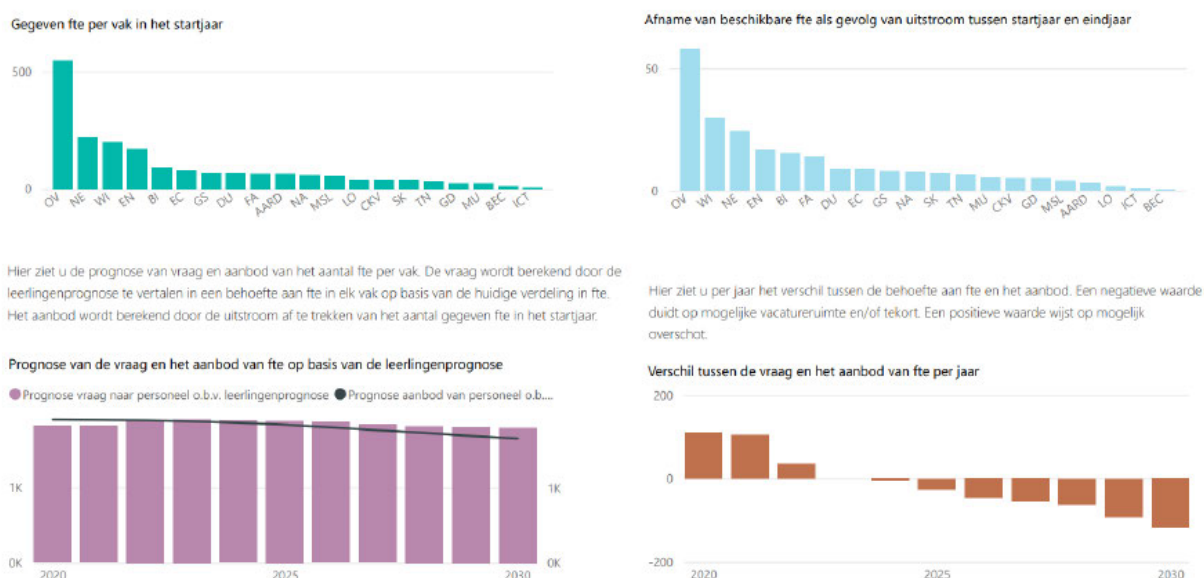 Gegeven fte per vak in het startjaar
500
0
OV NE WI EN BI EC GS DU FA AARD NA MSL LO CKV SK TN GD MU BEC ICT
Afname van beschikbare fte als gevolg van uitstroom tussen startjaar en eindjaar
50
0
OV WI NE EN BI FA DU EC GS NA SK TN MU CKV GD MSL AARD LO ICT BEC
Hier ziet u de prognose van vraag en aanbod van het aantal fte per vak. De vraag wordt berekend door de
leerlingenprognose te vertalen in een behoefte aan fte in elk vak op basis van de huidige verdeling in fte.
Het aanbod wordt berekend door de uitstroom af te trekken van het aantal gegeven fte in het startjaar.
Hier ziet u per jaar het verschil tussen de behoefte aan fte en het aanbod. Een negatieve waarde
duidt op mogelijke vacatureruimte en/of tekort. Een positieve waarde wijst op mogelijk
overschot.
Prognose van de vraag en het aanbod van fte op basis van de leerlingenprognose
Prognose vraag naar personeel o.b.v. leerlingenprognose Prognose aanbod van personeel o.b....
1K 1K
0K 0K
2020 2025 2030
Verschil tussen de vraag en het aanbod van fte per jaar
200
0
-200
2020 2025 2030